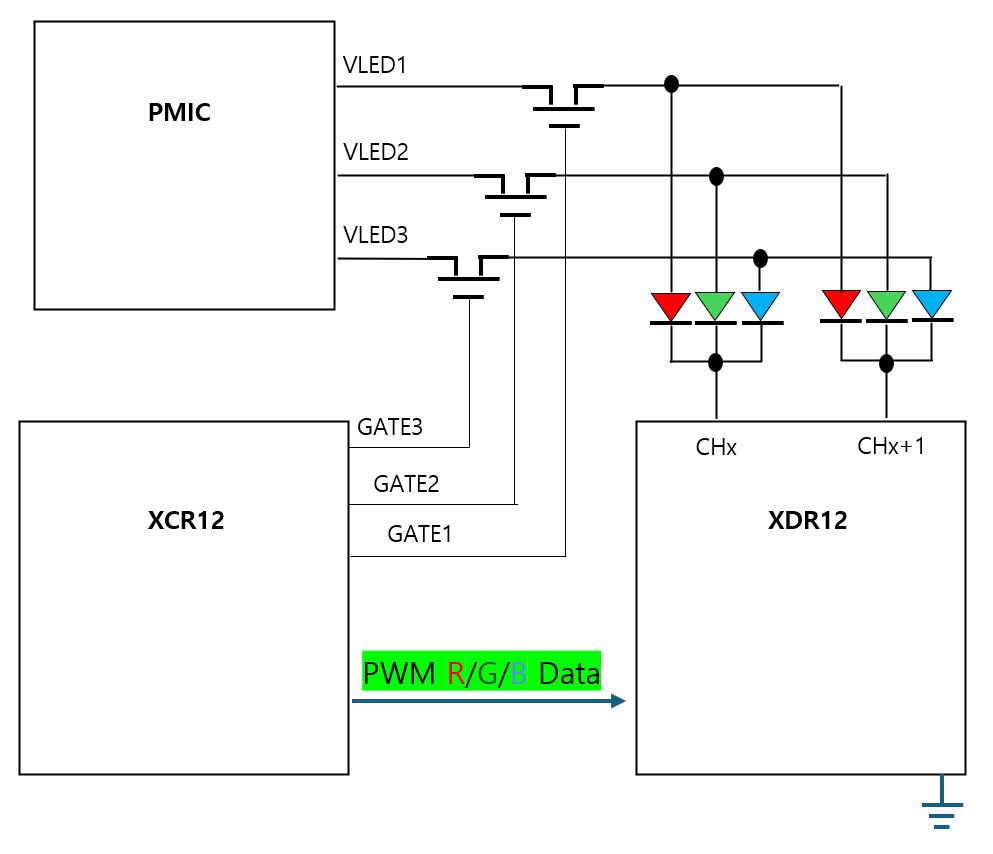 VLED1
PMIC
VLED2
VLED3
GATE3
CHx
CHx+1
GATE2
XCR12
XDR12
GATE1
PWM R/G/B Data